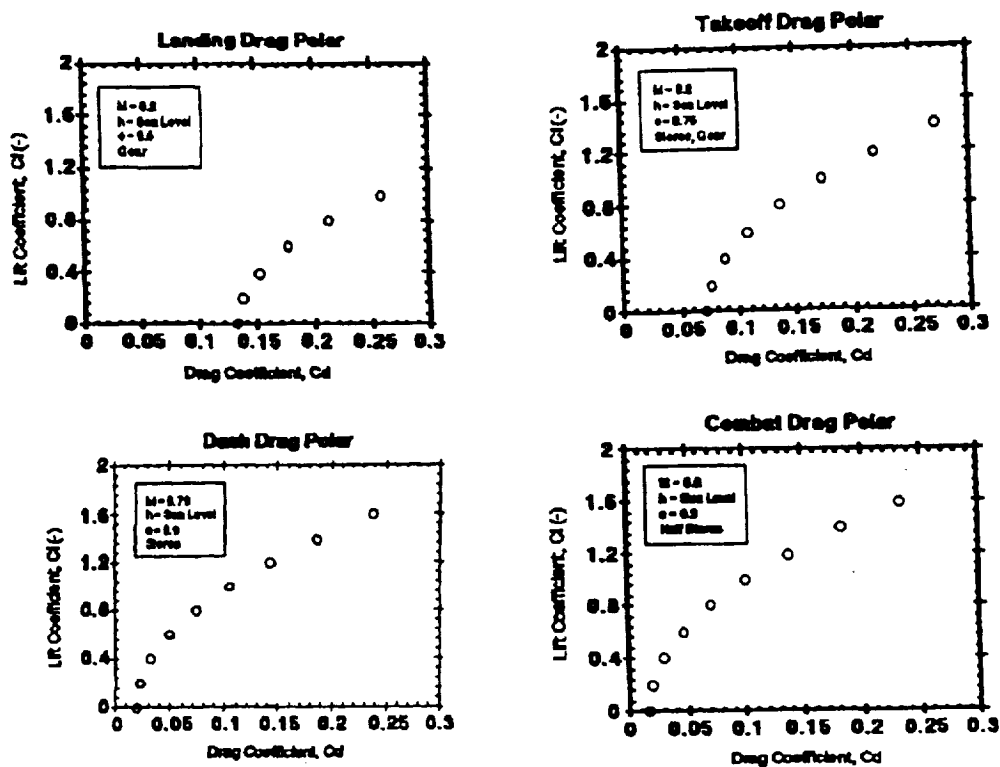 Landing Drag Polar
2
1.6
1.2
0.8
0.4
0
Lift Coefficient, Cl (-)
h = Sea Level
Gear
0 0.05 0.1 0.15 0.2 0.25 0.3
Drag Coefficient, Cd
Takeoff Drag Polar
2
1.6
1.2
0.8
0.4
0
Lift Coefficient, Cl (-)
h = Sea Level
Stores, Gear
0 0.05 0.1 0.15 0.2 0.25 0.3
Drag Coefficient, Cd
Dash Drag Polar
2
1.6
1.2
0.8
0.4
0
Lift Coefficient, Cl (-)
h = Sea Level
Stores
0 0.05 0.1 0.15 0.2 0.25 0.3
Drag Coefficient, Cd
Combat Drag Polar
2
1.6
1.2
0.8
0.4
0
Lift Coefficient, Cl (-)
h = Sea Level
Half Stores
0 0.05 0.1 0.15 0.2 0.25 0.3
Drag Coefficient, Cd